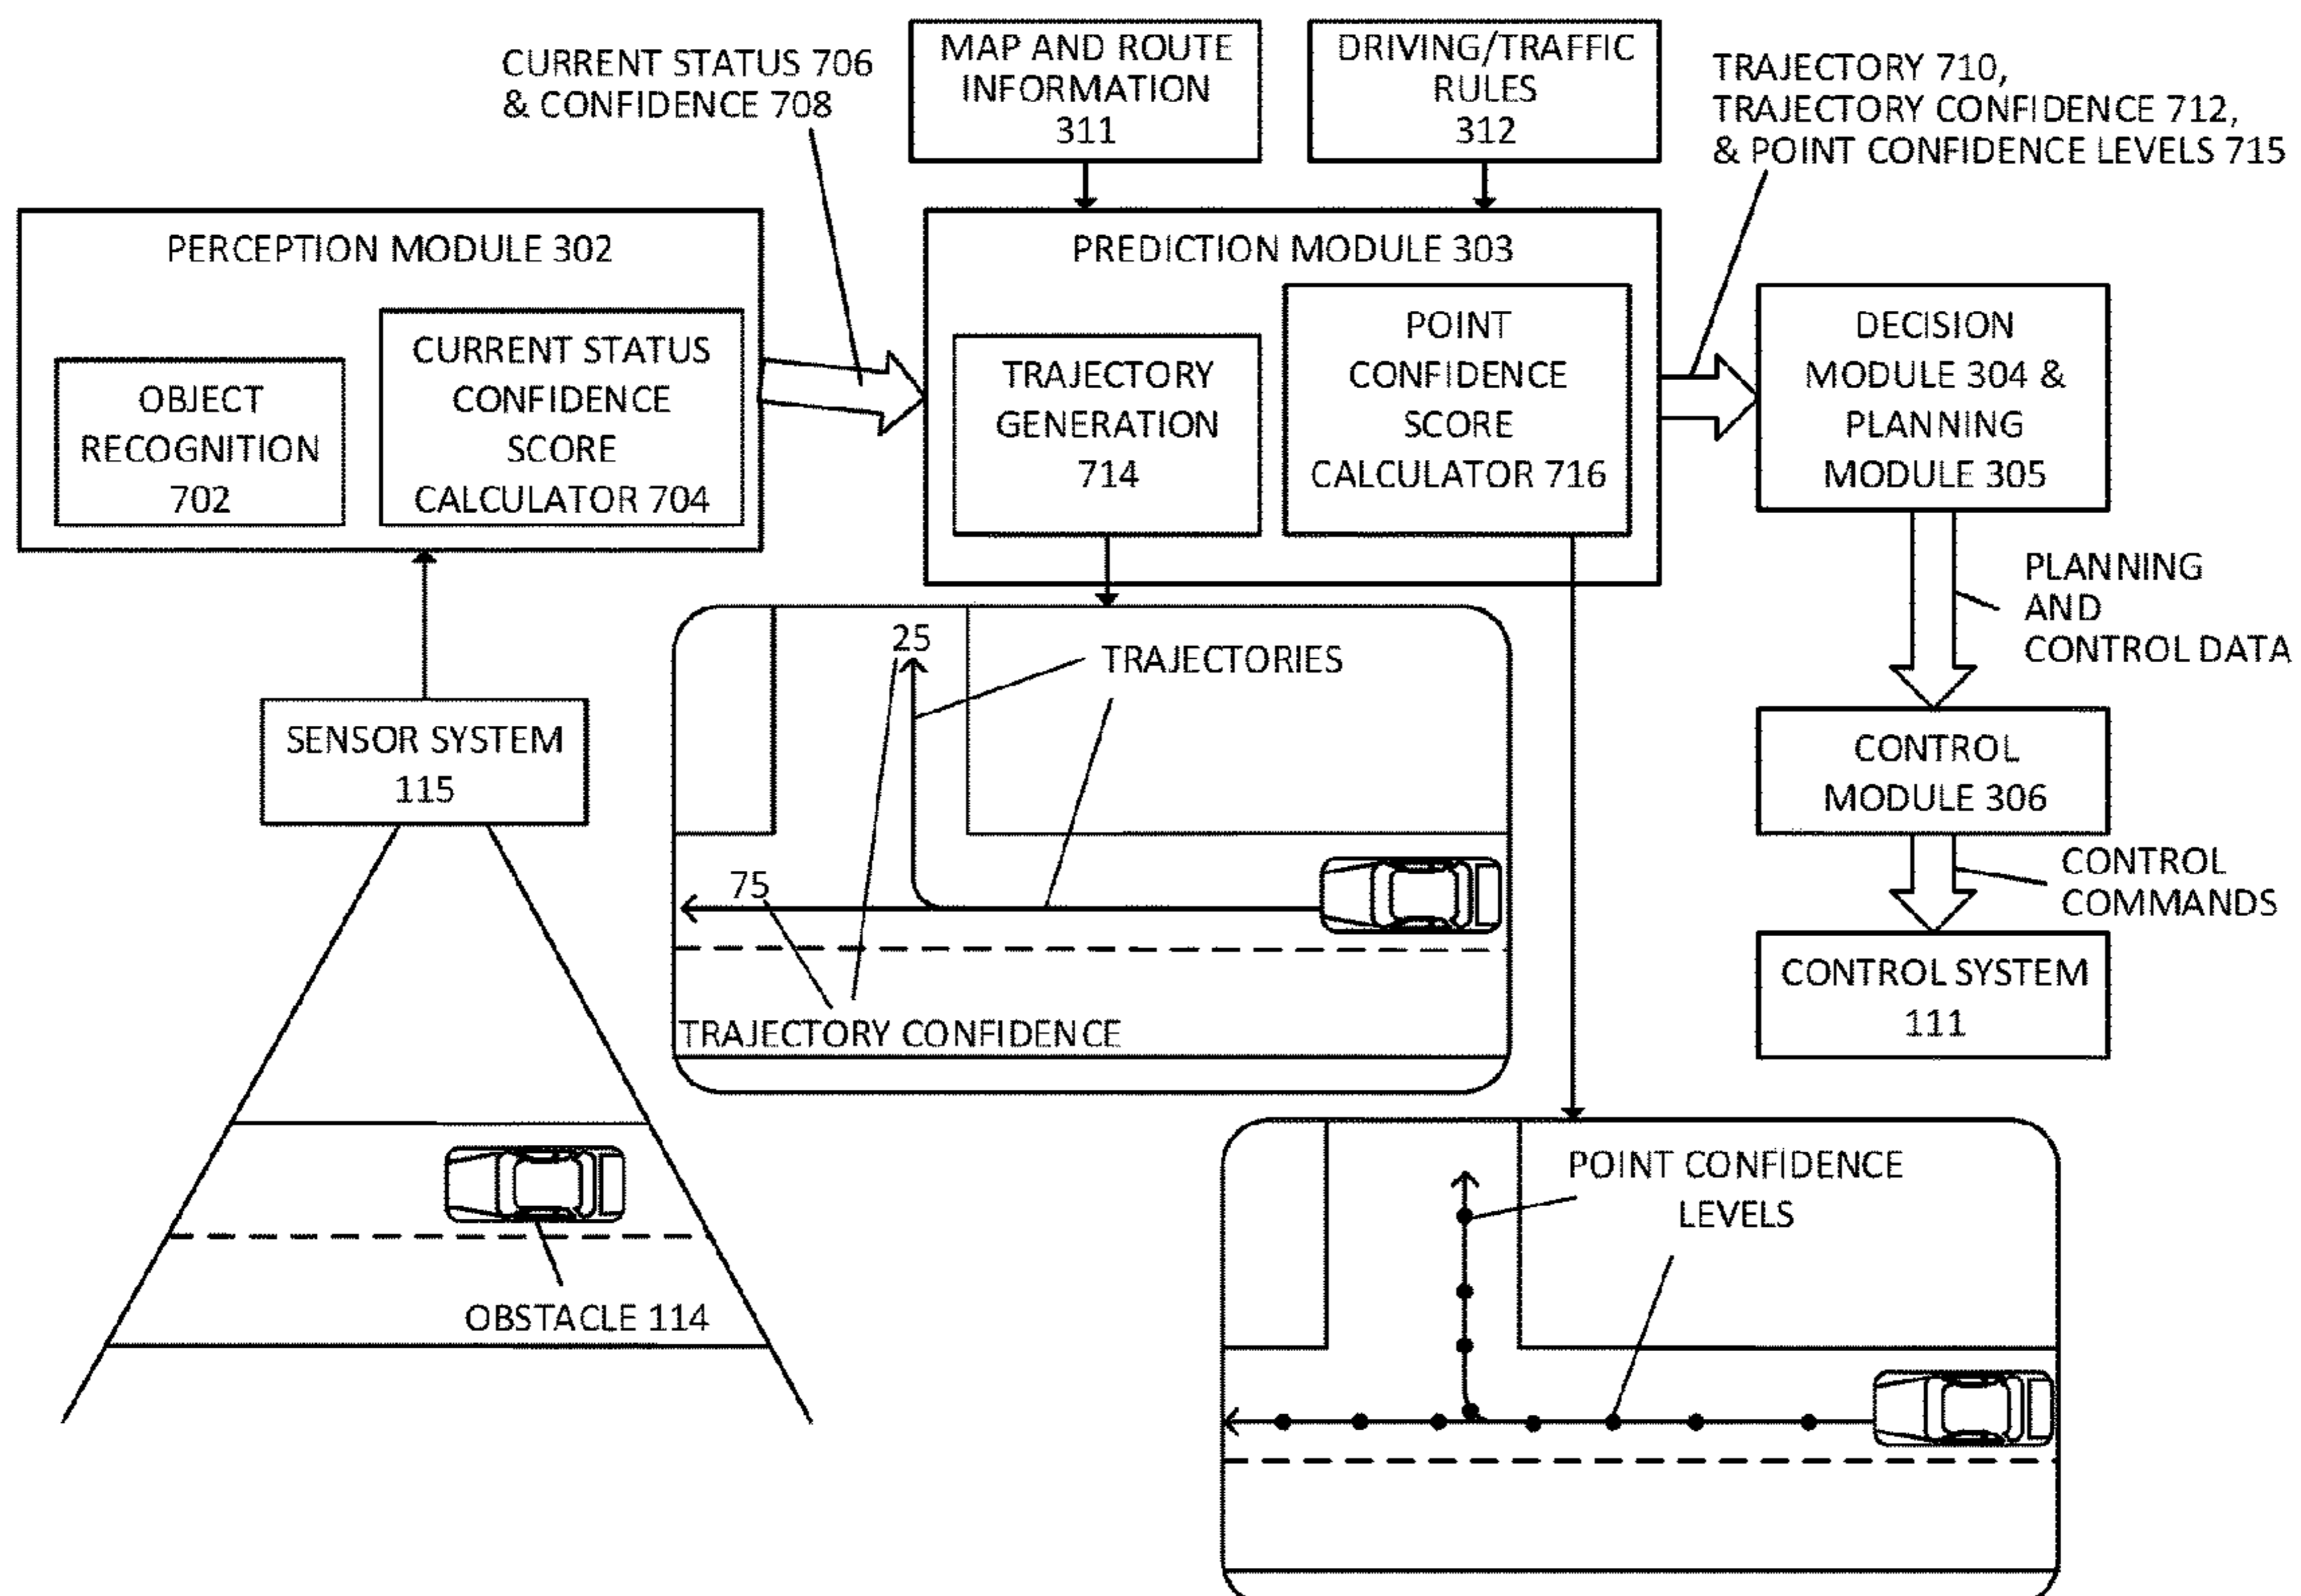 CURRENT STATUS 706
& CONFIDENCE 708
MAP AND ROUTE
INFORMATION
311
DRIVING/TRAFFIC
RULES
312
TRAJECTORY 710,
TRAJECTORY CONFIDENCE 712,
& POINT CONFIDENCE LEVELS 715
PERCEPTION MODULE 302
OBJECT
RECOGNITION
702
CURRENT STATUS
CONFIDENCE
SCORE
CALCULATOR 704
PREDICTION MODULE 303
TRAJECTORY
GENERATION
714
POINT
CONFIDENCE
SCORE
CALCULATOR 716
DECISION
MODULE 304 &
PLANNING
MODULE 305
PLANNING
AND
CONTROL DATA
SENSOR SYSTEM
115
25
TRAJECTORIES
75
TRAJECTORY CONFIDENCE
CONTROL
MODULE 306
CONTROL
COMMANDS
CONTROL SYSTEM
111
OBSTACLE 114
POINT CONFIDENCE
LEVELS